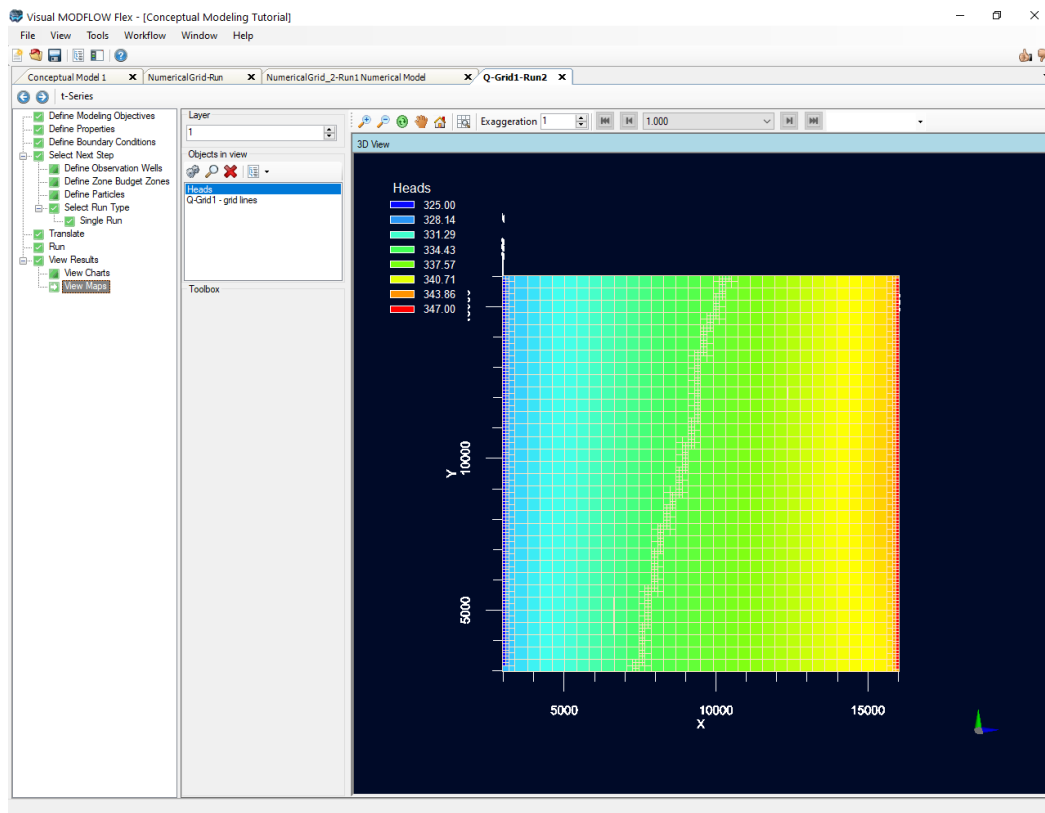 Visual MODFLOW Flex - [Conceptual Modeling Tutorial]
File View Tools Workflow Window Help
Conceptual Model 1 NumericalGrid-Run NumericalGrid_2-Run1 Numerical Model Q-Grid1-Run2
t-Series
Define Modeling Objectives
Define Properties
Define Boundary Conditions
Select Next Step
Define Observation Wells
Define Zone Budget Zones
Define Particles
Select Run Type
Single Run
Translate
Run
View Results
View Charts
View Maps
Layer
1
Objects in view
Heads
Q-Grid1 - grid lines
Toolbox
Exaggeration 1 1.000
3D View
Heads
325.00
328.14
331.29
334.43
337.57
340.71
343.86
347.00
Y
10000
5000
5000 10000 15000
X